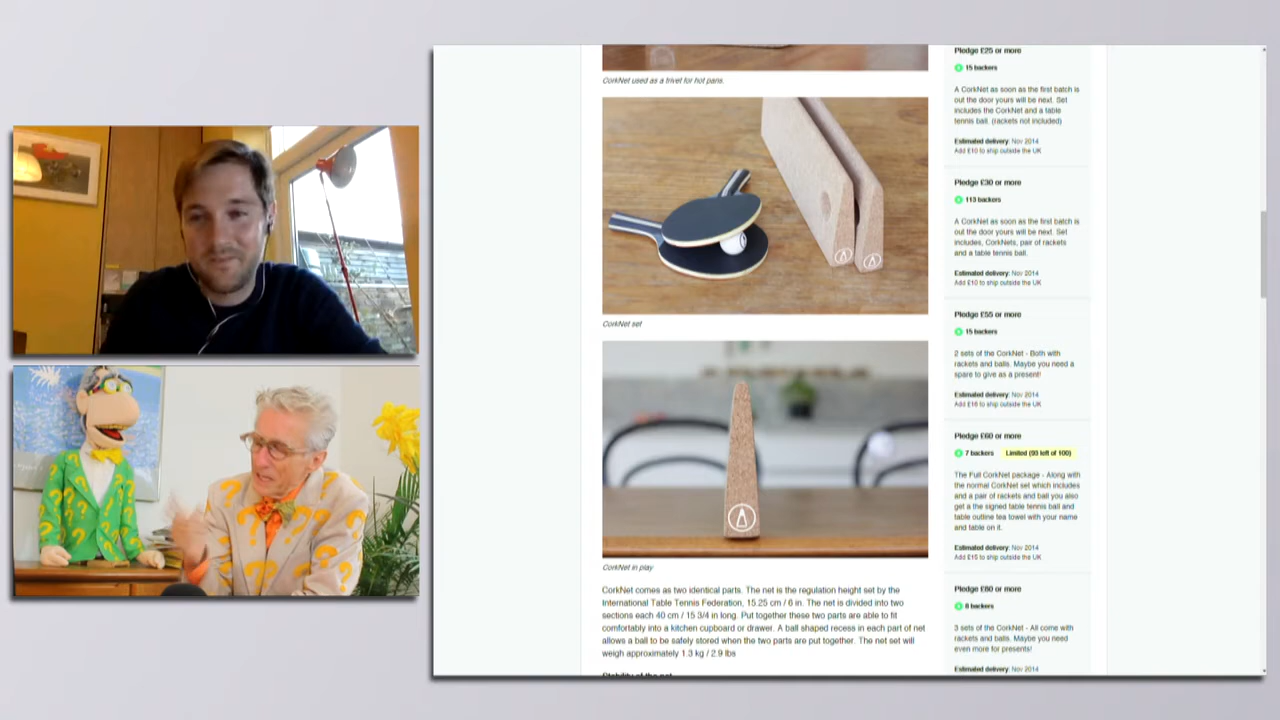 CorkNet used as a trivet for hot pans.
CorkNet set
CorkNet in play
CorkNet comes as two identical parts. The net is the regulation height set by the
International Table Tennis Federation, 15.25 cm / 6 in. The net is divided into two
sections each 40 cm / 15 3/4 in long. Put together these two parts are able to fit
comfortably into a kitchen cupboard or drawer. A ball shaped recess in each part of net
allows a ball to be safely stored when the two parts are put together. The net set will
weigh approximately 1.3 kg / 2.9 lbs
Stability of the net
Pledge £25 or more
15 backers
A CorkNet as soon as the first batch is
out the door yours will be next. Set
includes the CorkNet and a table
tennis ball. (rackets not included)
Estimated delivery: Nov 2014
Add £10 to ship outside the UK
Pledge £30 or more
113 backers
A CorkNet as soon as the first batch is
out the door yours will be next. Set
includes, CorkNets, pair of rackets
and a table tennis ball.
Estimated delivery: Nov 2014
Add £10 to ship outside the UK
Pledge £55 or more
15 backers
2 sets of the CorkNet - Both with
rackets and balls. Maybe you need a
spare to give as a present!
Estimated delivery: Nov 2014
Add £16 to ship outside the UK
Pledge £60 or more
7 backers Limited (93 left of 100)
The Full CorkNet package - Along with
the normal CorkNet set which includes
and a pair of rackets and ball you also
get a signed table tennis ball and
table outline tea towel with your name
and table on it.
Estimated delivery: Nov 2014
Add £15 to ship outside the UK
Pledge £80 or more
8 backers
3 sets of the CorkNet - All come with
rackets and balls. Maybe you need
even more for presents!
Estimated delivery: Nov 2014